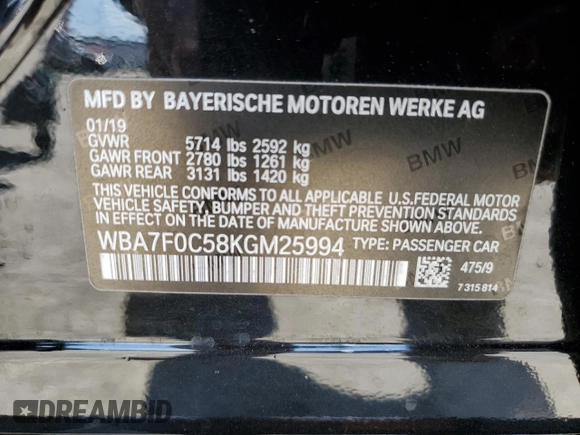 MFD BY BAYERISCHE MOTOREN WERKE AG
01/19
GVWR 5714 lbs 2592 kg
GAWR FRONT 2780 lbs 1261 kg
GAWR REAR 3131 lbs 1420 kg
THIS VEHICLE CONFORMS TO ALL APPLICABLE U.S.FEDERAL MOTOR
VEHICLE SAFETY, BUMPER AND THEFT PREVENTION STANDARDS
IN EFFECT ON THE DATE OF MANUFACTURE SHOWN ABOVE.
WBA7F0C58KGM25994 TYPE: PASSENGER CAR
475/9
7 315 814
BMW
BMW
DREAMBID